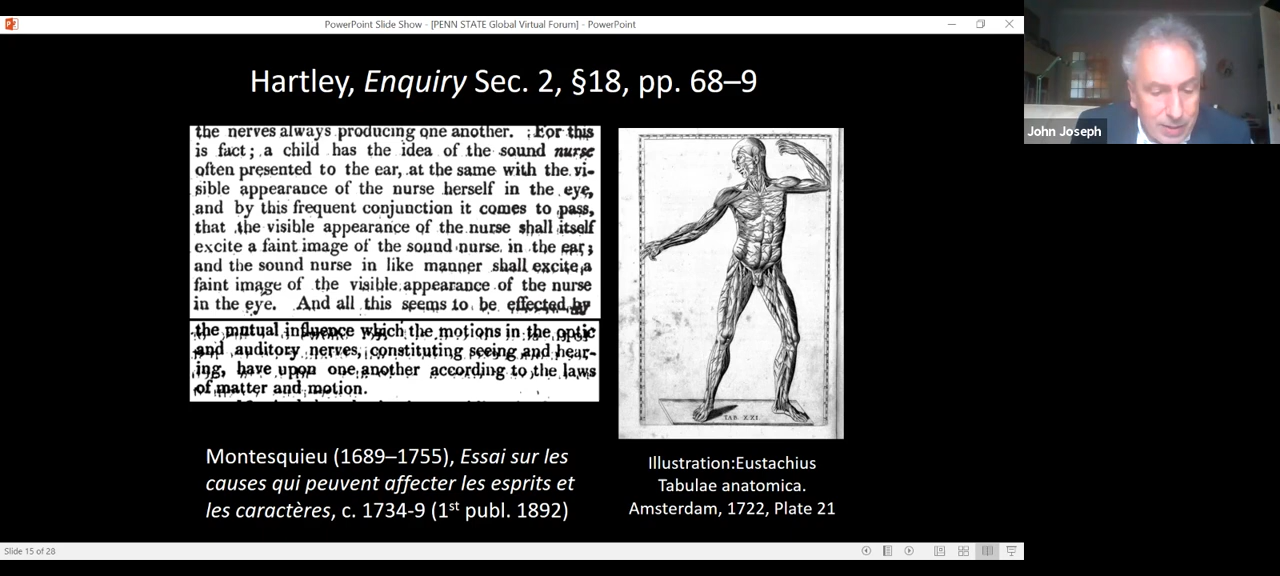 PowerPoint Slide Show - [PENN STATE Global Virtual Forum] - PowerPoint
John Joseph
Hartley, Enquiry Sec. 2, §18, pp. 68–9
the nerves always producing one another. For this
is fact; a child has the idea of the sound nurse
often presented to the ear, at the same with the vi-
sible appearance of the nurse herself in the eye,
and by this frequent conjunction it comes to pass,
that the visible appearance of the nurse shall itself
excite a faint image of the sound nurse in the ear;
and the sound nurse in like manner shall excite a
faint image of the visible appearance of the nurse
in the eye. And all this seems to be effected by
the mutual influence which the motions in the optic
and auditory nerves, constituting seeing and hear-
ing, have upon one another according to the laws
of matter and motion.
TAB XXI
Montesquieu (1689–1755), Essai sur les
causes qui peuvent affecter les esprits et
les caractères, c. 1734-9 (1st publ. 1892)
Illustration:Eustachius
Tabulae anatomica.
Amsterdam, 1722, Plate 21
Slide 15 of 28